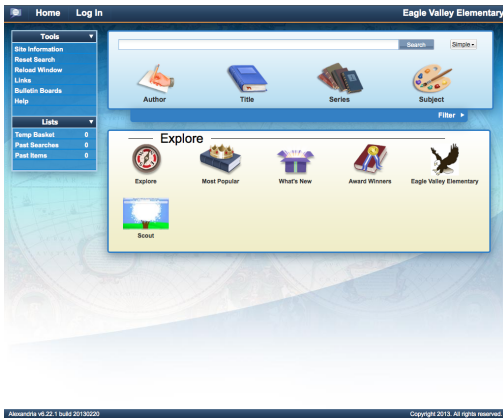 Home Log In Eagle Valley Elementary
Tools
Site Information
Reset Search
Reload Window
Links
Bulletin Boards
Help
Lists
Temp Basket 0
Past Searches 0
Past Items 0
Search Simple
Author Title Series Subject
Filter
Explore
Explore Most Popular What's New Award Winners Eagle Valley Elementary
Scout
Alexandria v6.22.1 build 20130220 Copyright 2013. All rights reserved.